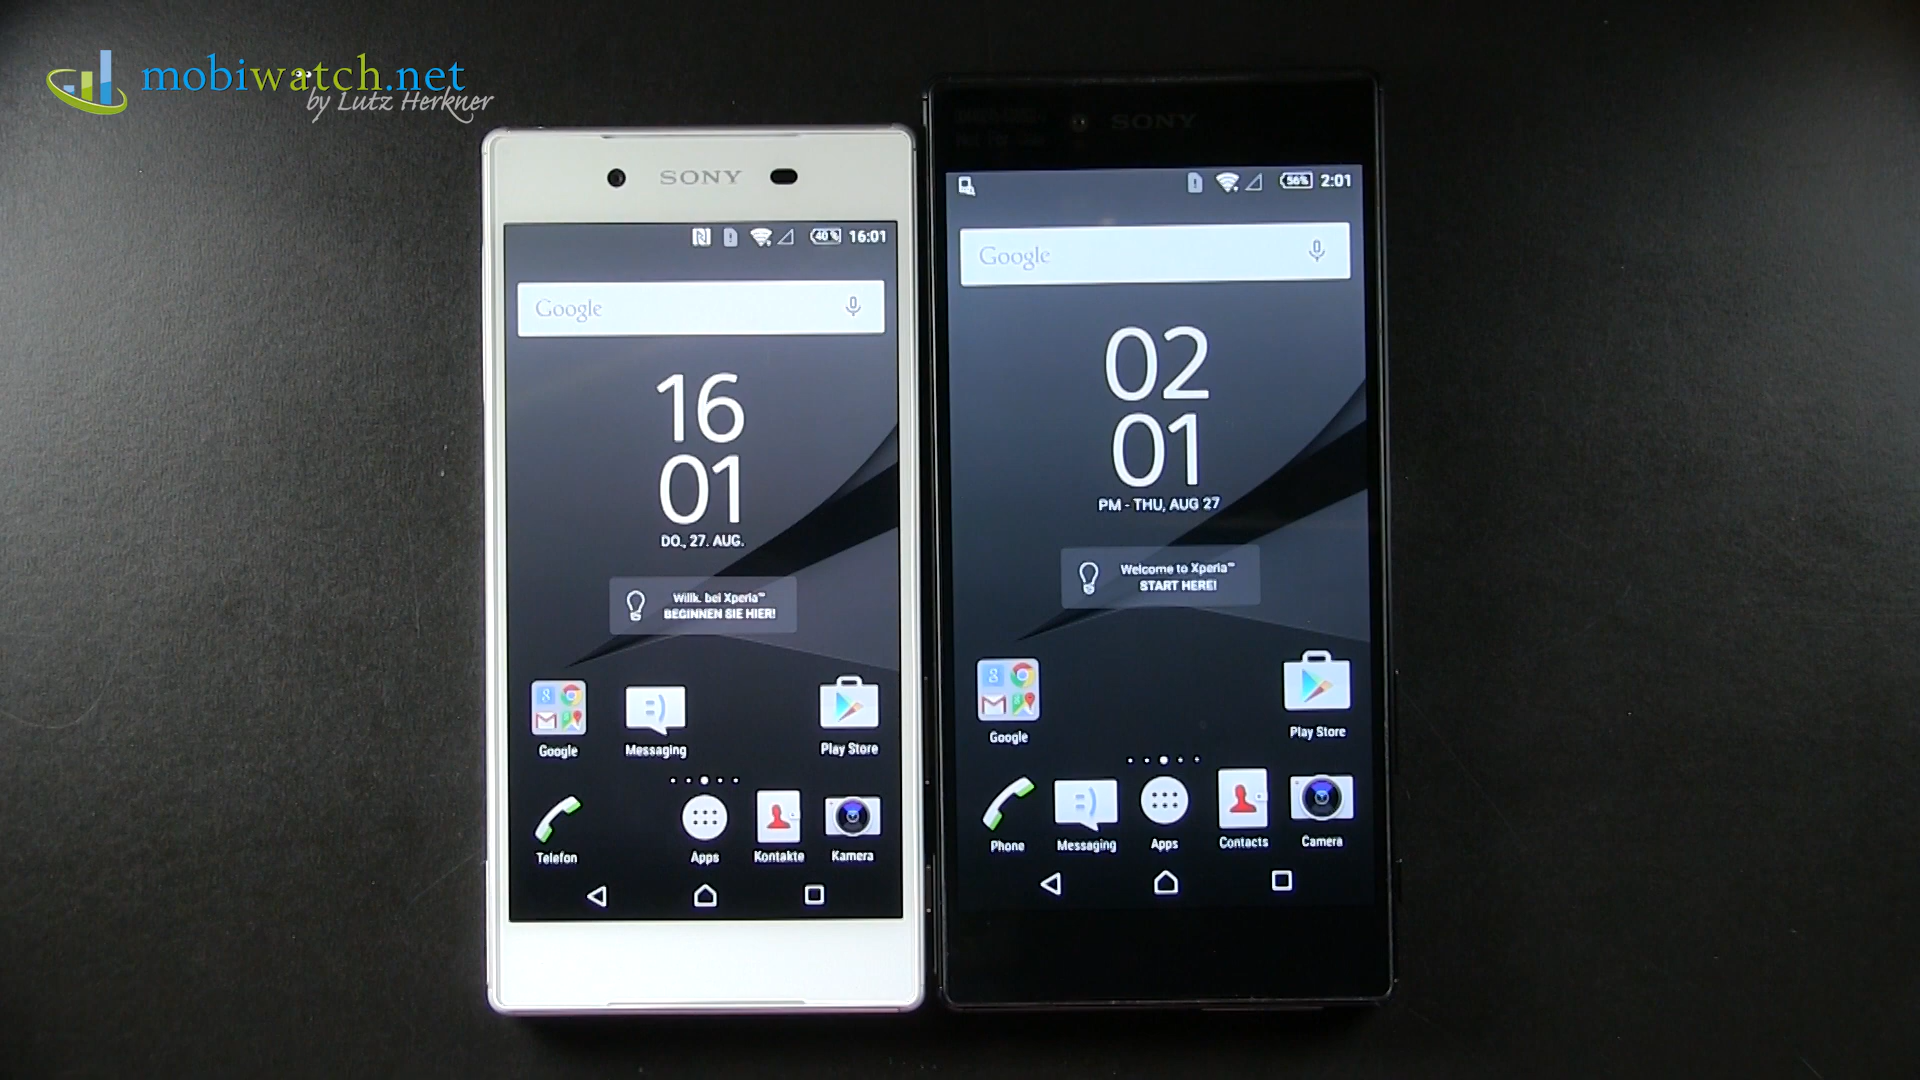 mobiwatch.net
by Lutz Herkner
SONY
40%
16:01
Google
16
01
DO., 27. AUG.
Willk. bei Xperia™
BEGINNEN SIE HIER!
Google
Messaging
Play Store
Telefon
Apps
Kontakte
Kamera
SONY
56%
2:01
Google
02
01
PM - THU, AUG 27
Welcome to Xperia™
START HERE!
Google
Play Store
Phone
Messaging
Apps
Contacts
Camera